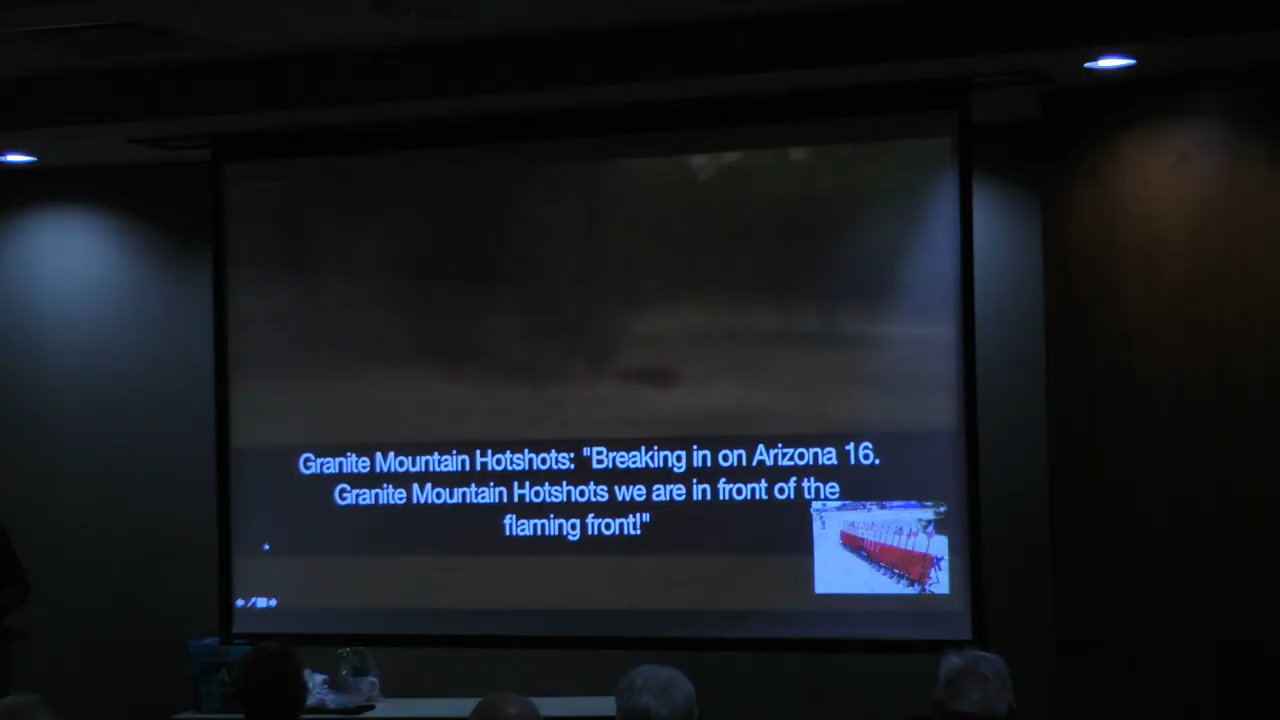 Granite Mountain Hotshots: "Breaking in on Arizona 16.
Granite Mountain Hotshots we are in front of the
flaming front!"